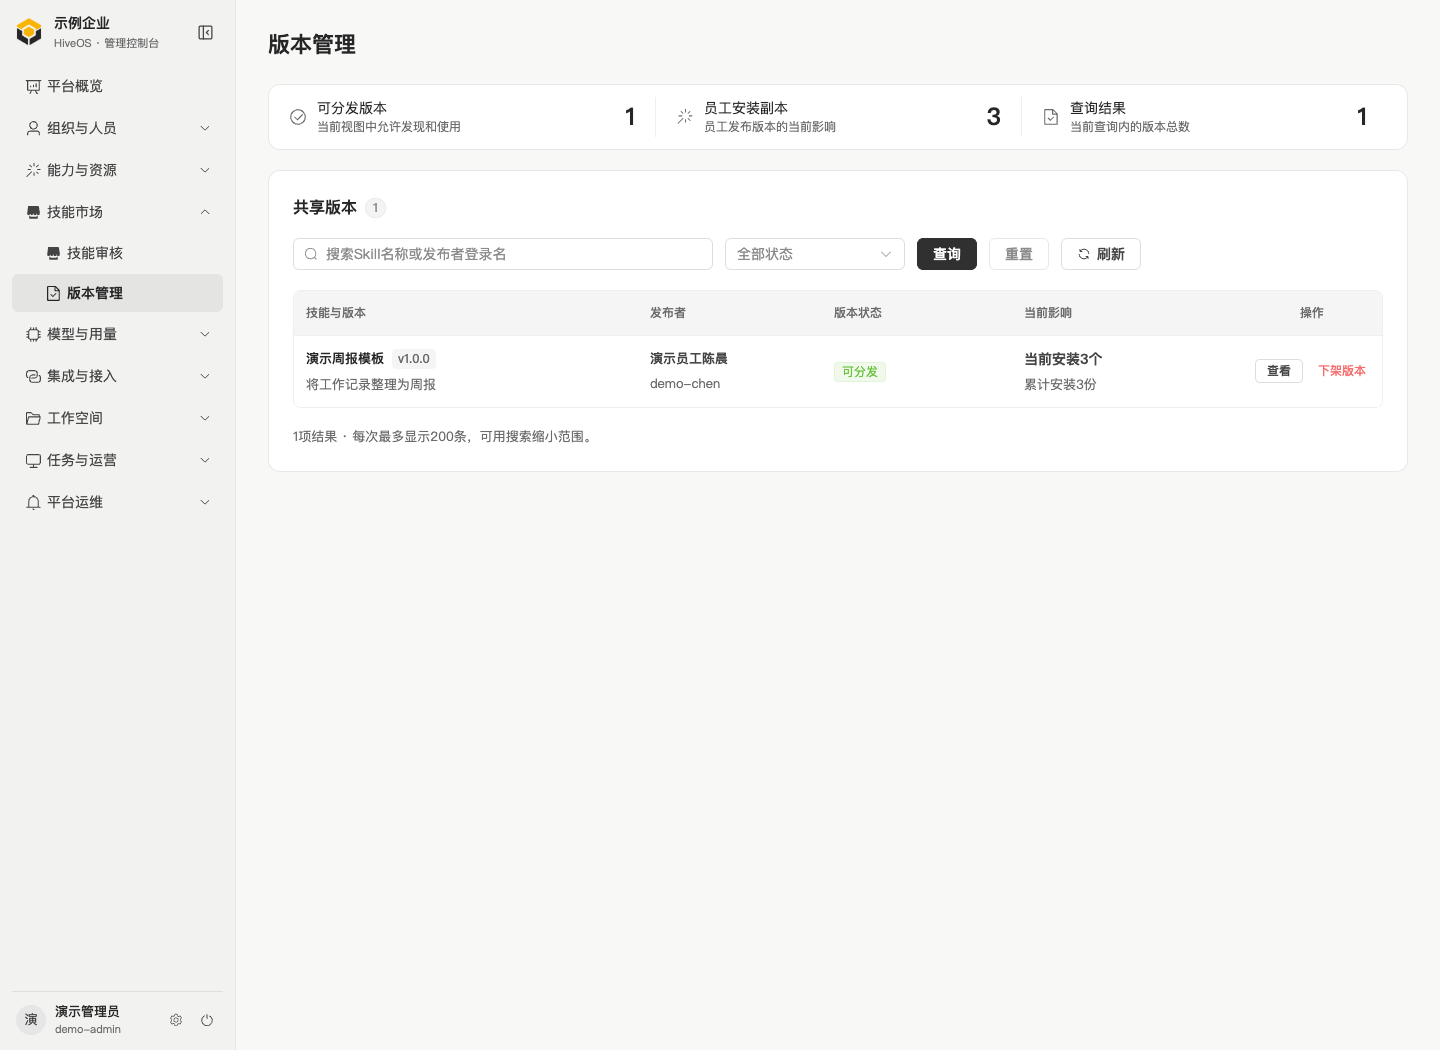 示例企业
HiveOS · 管理控制台
平台概览
组织与人员
能力与资源
技能市场
技能审核
版本管理
模型与用量
集成与接入
工作空间
任务与运营
平台运维
演
演示管理员
demo-admin
版本管理
可分发版本
当前视图中允许发现和使用
1
员工安装副本
员工发布版本的当前影响
3
查询结果
当前查询内的版本总数
1
共享版本 1
搜索Skill名称或发布者登录名
全部状态
查询
重置
刷新
技能与版本 发布者 版本状态 当前影响 操作
演示周报模板 v1.0.0
将工作记录整理为周报
演示员工陈晨
demo-chen
可分发
当前安装3个
累计安装3份
查看
下架版本
1项结果 · 每次最多显示200条，可用搜索缩小范围。